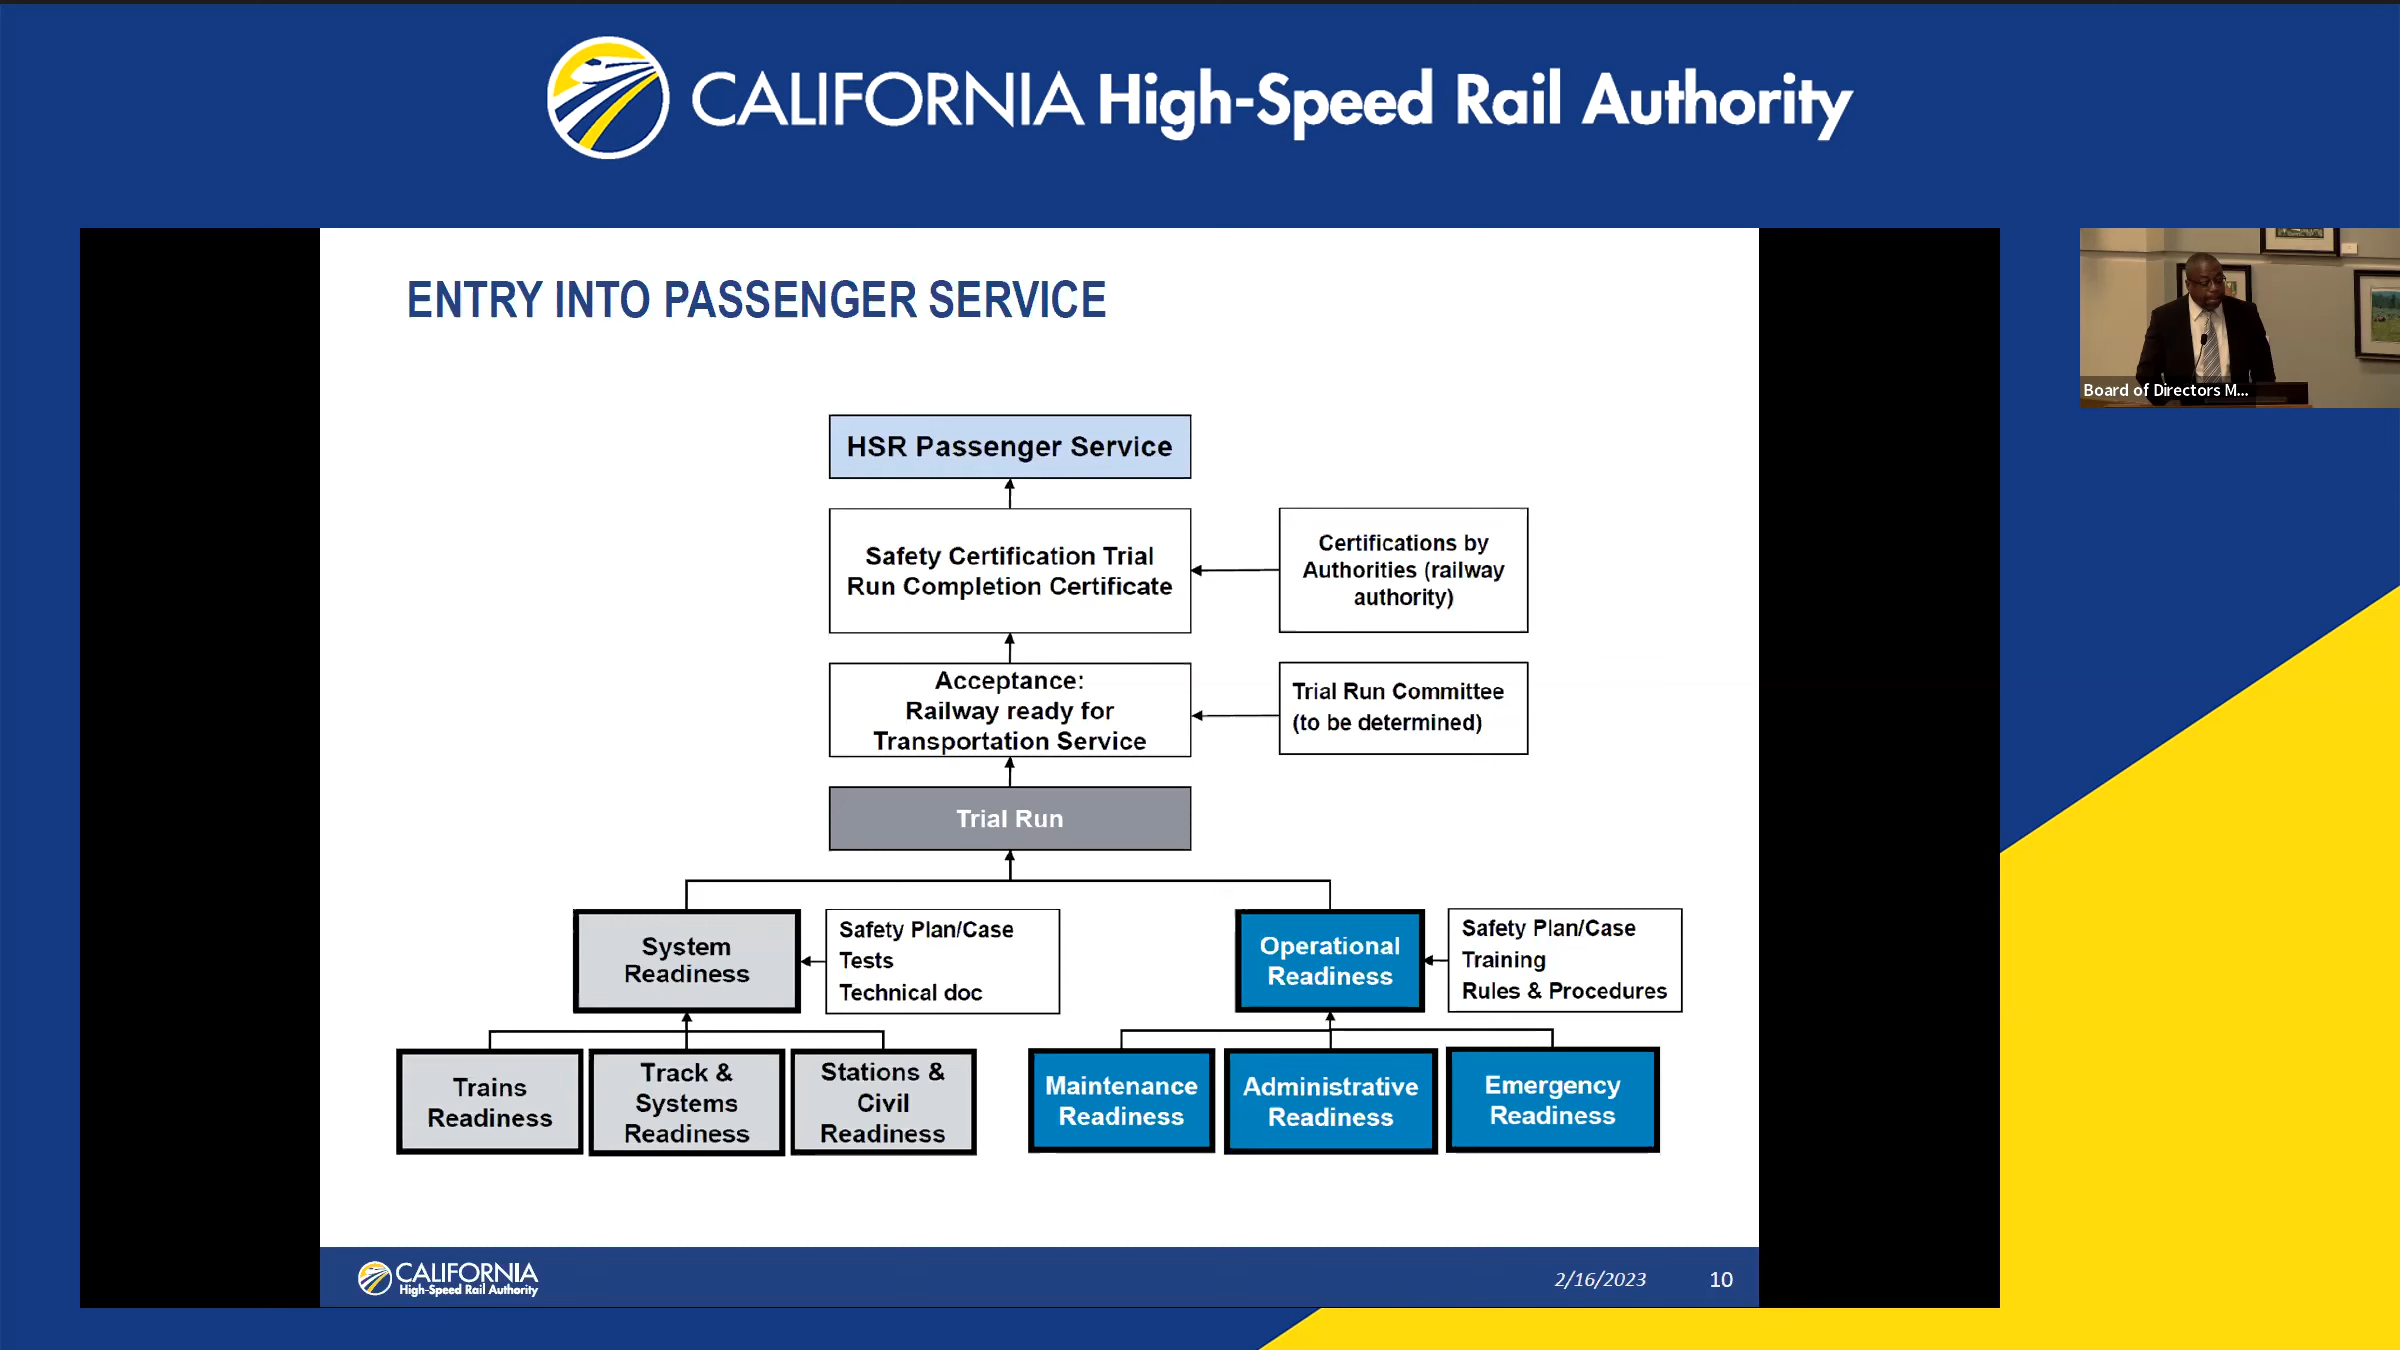 CALIFORNIA High-Speed Rail Authority
ENTRY INTO PASSENGER SERVICE
HSR Passenger Service
Safety Certification Trial
Run Completion Certificate
Certifications by
Authorities (railway
authority)
Acceptance:
Railway ready for
Transportation Service
Trial Run Committee
(to be determined)
Trial Run
System
Readiness
Safety Plan/Case
Tests
Technical doc
Operational
Readiness
Safety Plan/Case
Training
Rules & Procedures
Trains
Readiness
Track &
Systems
Readiness
Stations &
Civil
Readiness
Maintenance
Readiness
Administrative
Readiness
Emergency
Readiness
CALIFORNIA
High-Speed Rail Authority
2/16/2023
10
Board of Directors M...